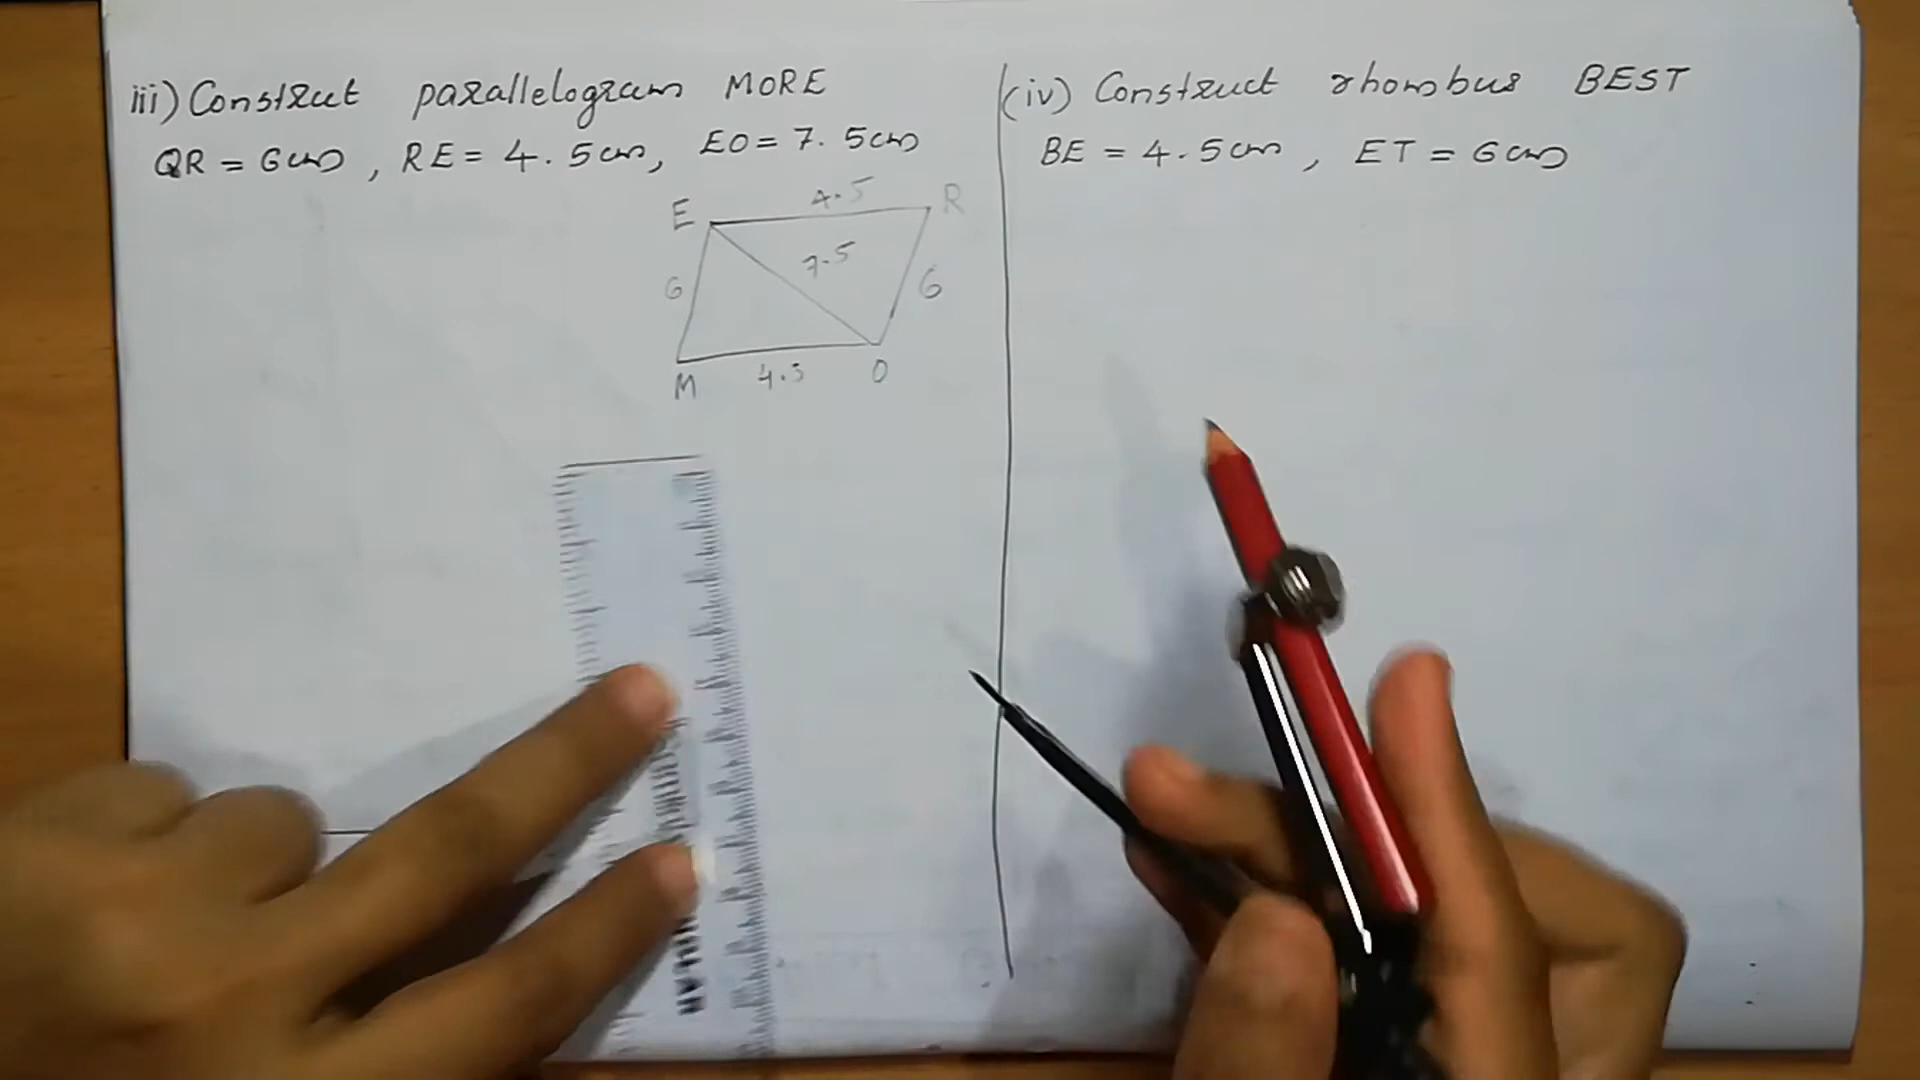 iii) Construct parallelogram MORE
OR = 6cm, RE = 4.5cm, EO = 7.5cm
E 4.5 R
7.5
6 6
M 4.5 O
(iv) Construct rhombus BEST
BE = 4.5cm, ET = 6cm